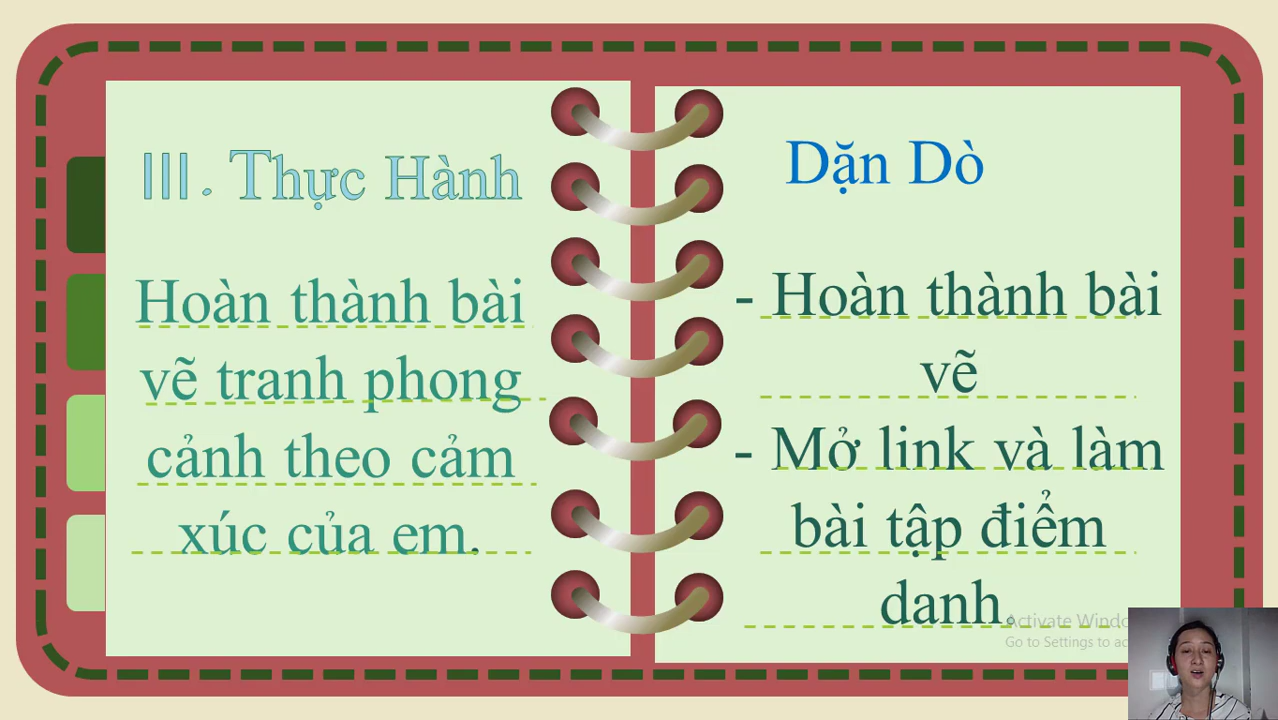 III. Thực Hành
Hoàn thành bài
vẽ tranh phong
cảnh theo cảm
xúc của em.
Dặn Dò
- Hoàn thành bài
vẽ
- Mở link và làm
bài tập điểm
danh.
Activate Windo
Go to Settings to ac